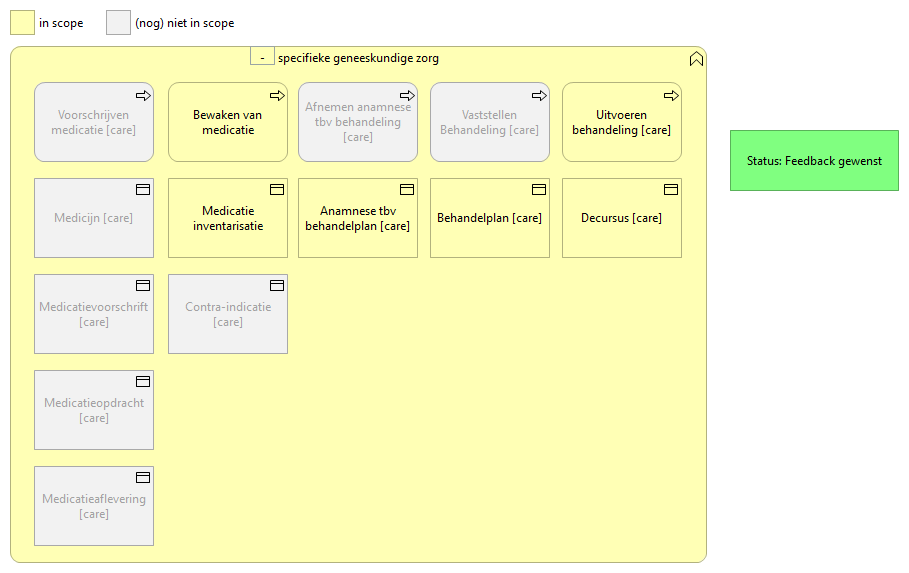 in scope
(nog) niet in scope
- specifieke geneeskundige zorg
Voorschrijven
medicatie [care]
Bewaken van
medicatie
Afnemen anamnese
tbv behandeling
[care]
Vaststellen
Behandeling [care]
Uitvoeren
behandeling [care]
Status: Feedback gewenst
Medicijn [care]
Medicatie
inventarisatie
Anamnese tbv
behandelplan [care]
Behandelplan [care]
Decursus [care]
Medicatievoorschrift
[care]
Contra-indicatie
[care]
Medicatieopdracht
[care]
Medicatieaflevering
[care]